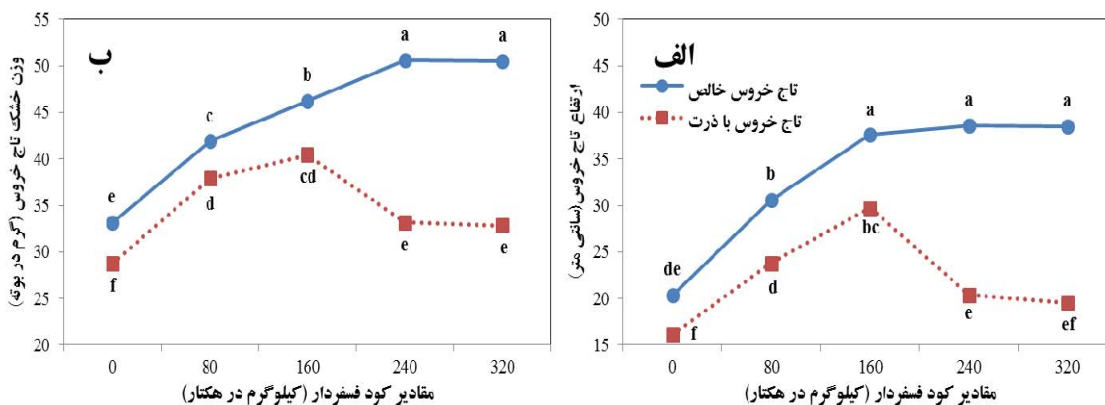 الف
ارتفاع تاج خروس(سانتی متر)
50
45
40
35
30
25
20
15
تاج خروس خالص
تاج خروس با ذرت
de
b
a
a
a
f
d
bc
e
ef
0 80 160 240 320
مقادیر کود فسفردار (کیلوگرم در هکتار)
ب
وزن خشک تاج خروس (گرم در بوته)
55
50
45
40
35
30
25
20
e
c
b
a
a
f
d
cd
e
e
0 80 160 240 320
مقادیر کود فسفردار (کیلوگرم در هکتار)